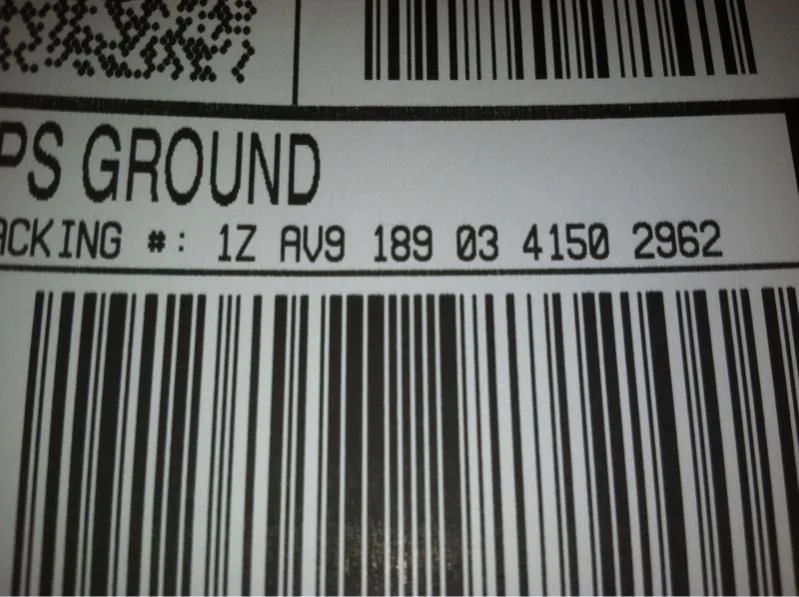 PS GROUND
ACKING #: 1Z AV9 189 03 4150 2962